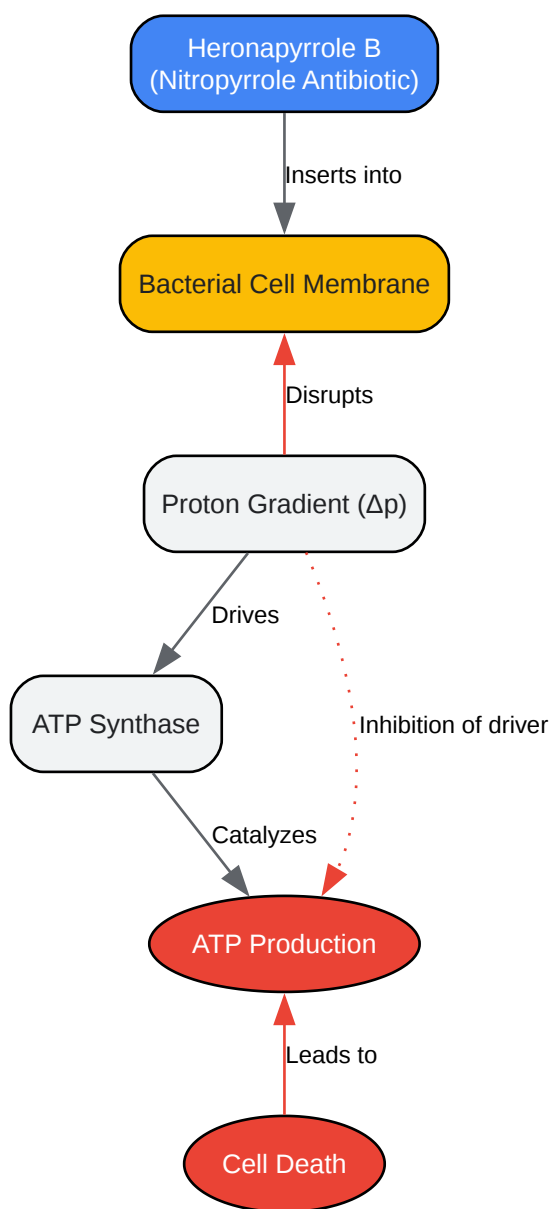 Heronapyrrole B
(Nitropyrrole Antibiotic)
Inserts into
Bacterial Cell Membrane
Disrupts
Proton Gradient (Δp)
Drives
ATP Synthase
Inhibition of driver
Catalyzes
ATP Production
Leads to
Cell Death